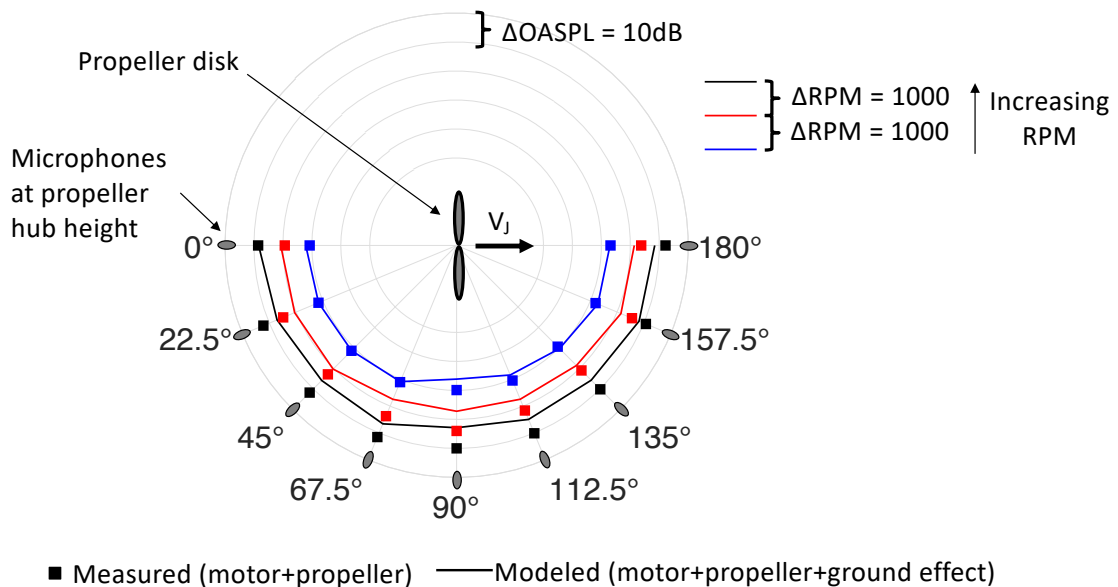 ΔOASPL = 10dB
Propeller disk
ΔRPM = 1000
ΔRPM = 1000
Increasing
RPM
Microphones
at propeller
hub height
V_J
0°
180°
22.5°
157.5°
45°
135°
67.5°
112.5°
90°
Measured (motor+propeller)
Modeled (motor+propeller+ground effect)